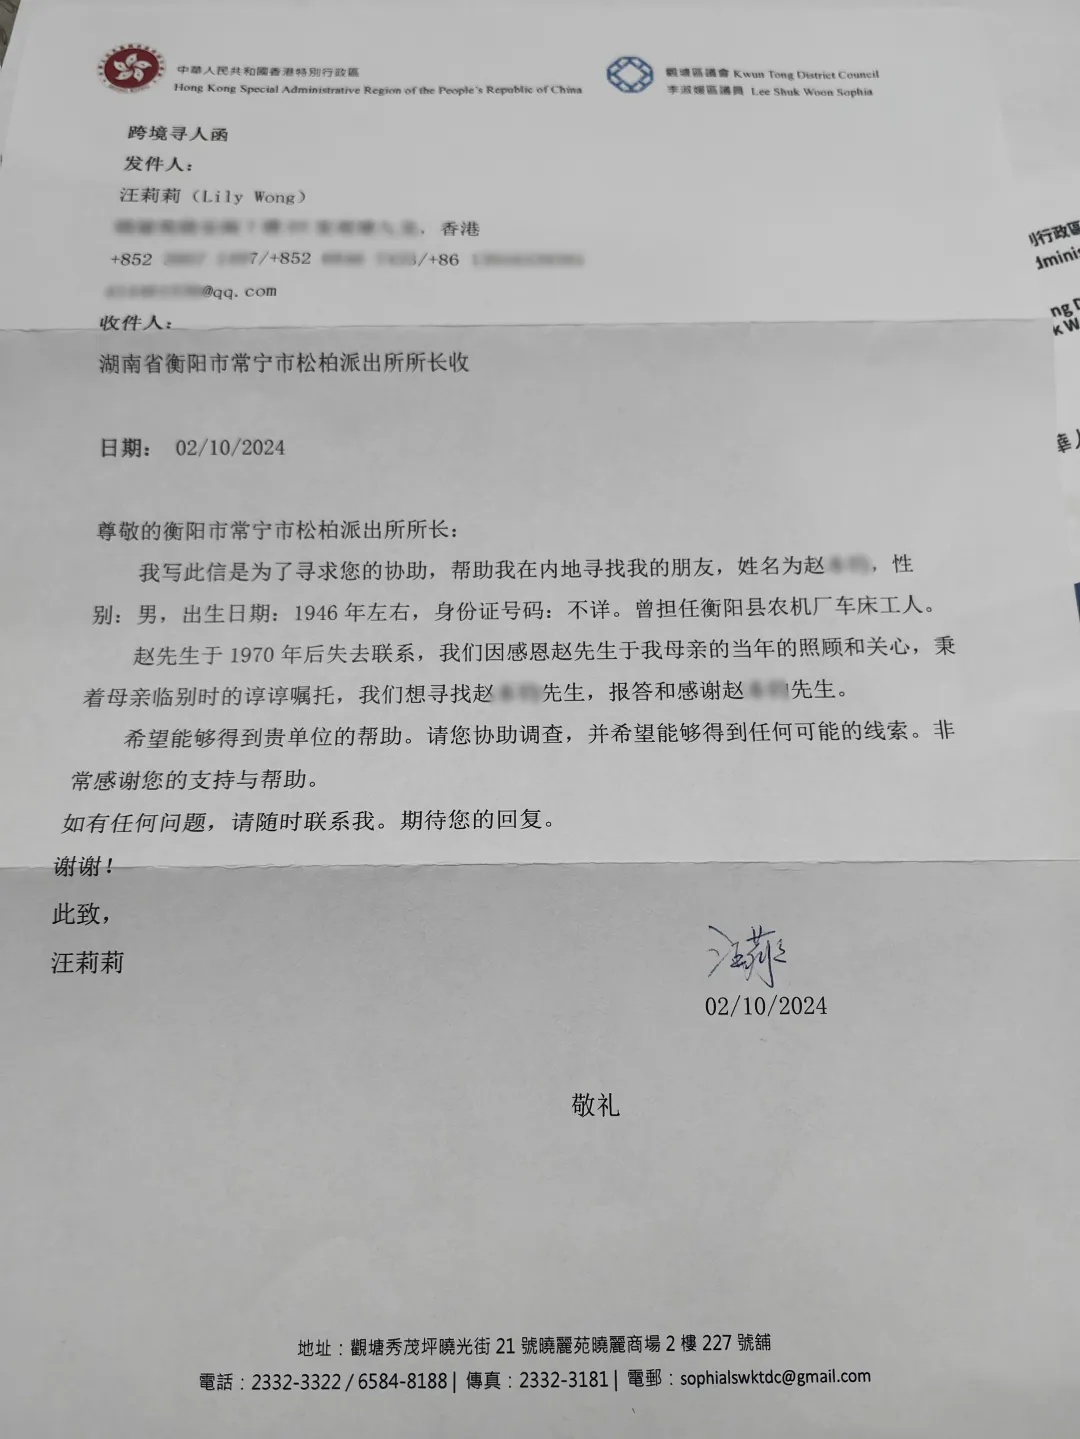 中華人民共和國香港特別行政區
Hong Kong Special Administrative Region of the People's Republic of China
觀塘區議會 Kwun Tong District Council
李淑媛區議員 Lee Shuk Woon Sophia
跨境寻人函
发件人：
汪莉莉（Lily Wong）
，香港
+852 7/+852 /+86
@qq.com
收件人：
湖南省衡阳市常宁市松柏派出所所长收
日期： 02/10/2024
尊敬的衡阳市常宁市松柏派出所所长：
我写此信是为了寻求您的协助，帮助我在内地寻找我的朋友，姓名为赵，性
别：男，出生日期：1946 年左右，身份证号码：不详。曾担任衡阳县农机厂车床工人。
赵先生于 1970 年后失去联系，我们因感恩赵先生于我母亲的当年的照顾和关心，秉
着母亲临别时的谆谆嘱托，我们想寻找赵先生，报答和感谢赵先生。
希望能够得到贵单位的帮助。请您协助调查，并希望能够得到任何可能的线索。非
常感谢您的支持与帮助。
如有任何问题，请随时联系我。期待您的回复。
谢谢！
此致，
汪莉莉
汪莉莉
02/10/2024
敬礼
地址：觀塘秀茂坪曉光街 21 號曉麗苑曉麗商場 2 樓 227 號舖
電話：2332-3322 / 6584-8188 | 傳真：2332-3181 | 電郵：sophialswktdc@gmail.com